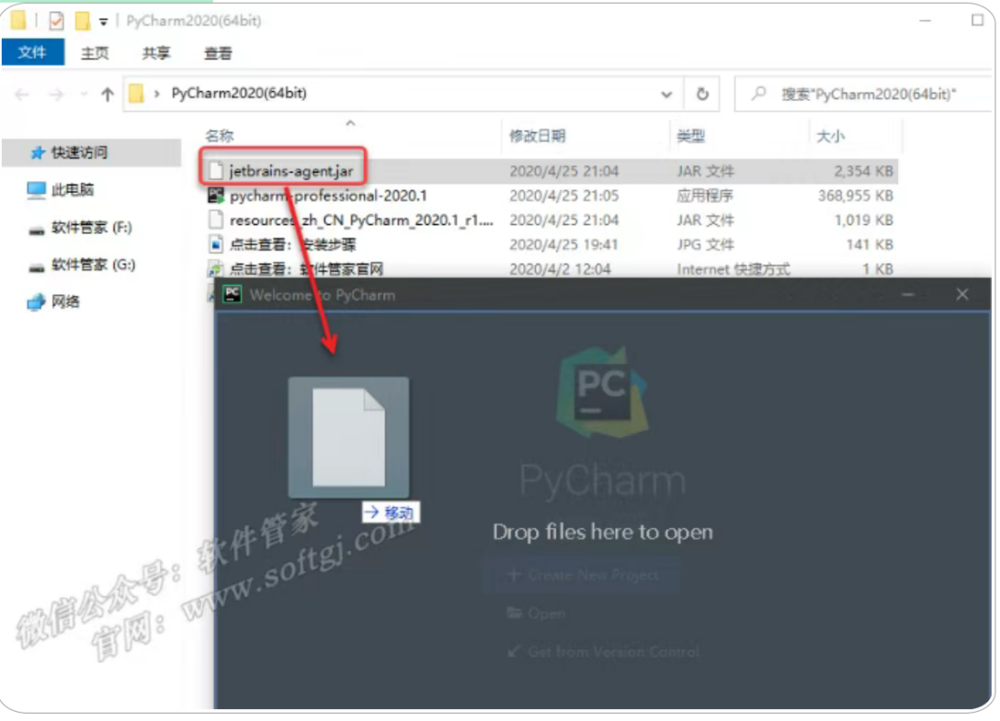 PyCharm2020(64bit)
文件 主页 共享 查看
PyCharm2020(64bit) 搜索"PyCharm2020(64bit)"
名称 修改日期 类型 大小
快速访问
jetbrains-agent.jar 2020/4/25 21:04 JAR 文件 2,354 KB
此电脑
pycharm-professional-2020.1 2020/4/25 21:05 应用程序 368,955 KB
软件管家 (F:)
resources_zh_CN_PyCharm_2020.1_r1.... 2020/4/25 21:04 JAR 文件 1,019 KB
点击查看：安装步骤 2020/4/25 19:41 JPG 文件 141 KB
软件管家 (G:)
点击查看：软件管家官网 2020/4/2 12:04 Internet 快捷方式 1 KB
网络
PC Welcome to PyCharm
PC
PyCharm
移动
Drop files here to open
Create New Project
Open
Get from Version Control
微信公众号：软件管家
官网：www.softgj.com